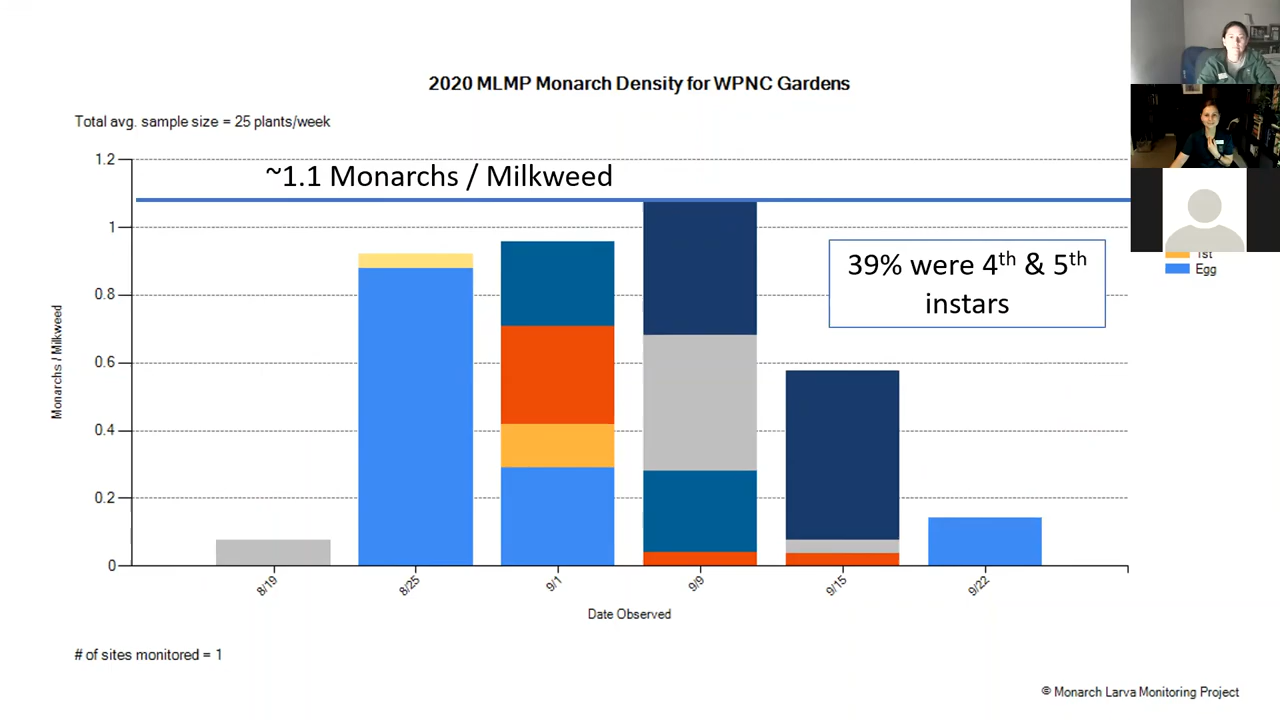 2020 MLMP Monarch Density for WPNC Gardens
Total avg. sample size = 25 plants/week
~1.1 Monarchs / Milkweed
39% were 4th & 5th
instars
1st
Egg
1.2
1
0.8
0.6
0.4
0.2
0
Monarchs / Milkweed
8/19
8/25
9/1
9/9
9/15
9/22
Date Observed
# of sites monitored = 1
© Monarch Larva Monitoring Project